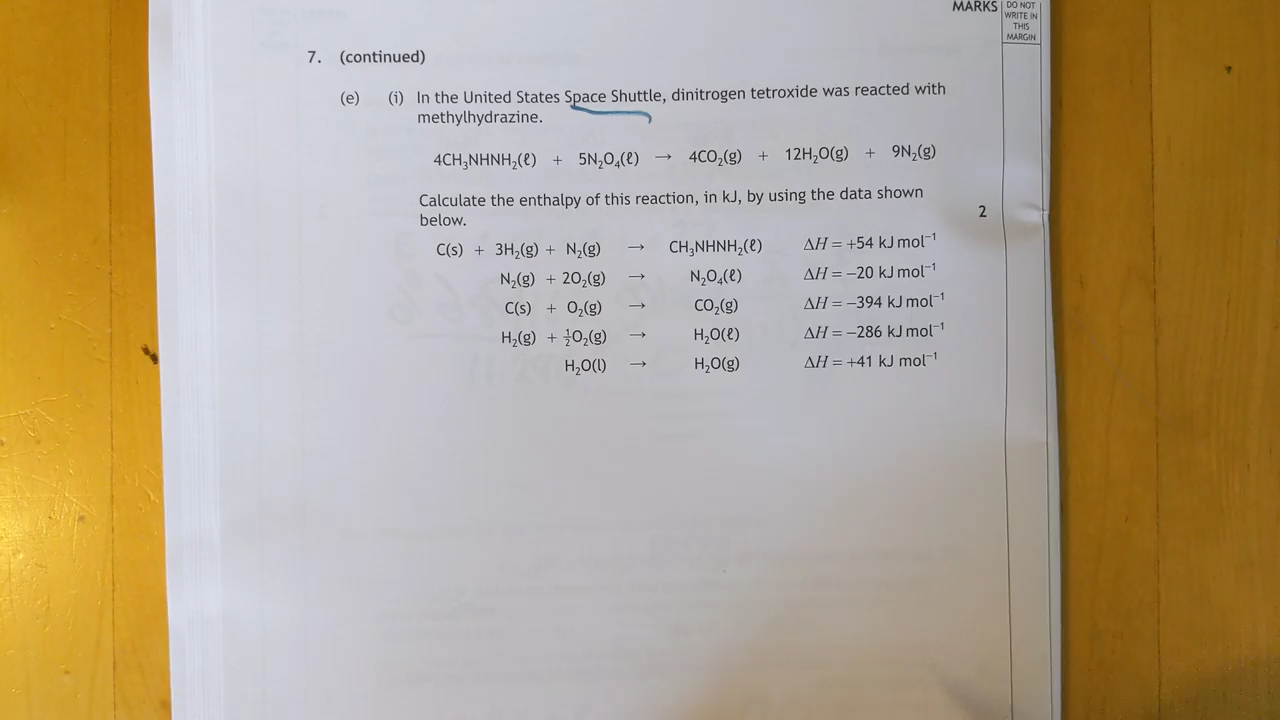 MARKS
DO NOT
WRITE IN
THIS
MARGIN
7. (continued)
(e) (i) In the United States Space Shuttle, dinitrogen tetroxide was reacted with
methylhydrazine.
4CH₃NHNH₂(ℓ) + 5N₂O₄(ℓ) → 4CO₂(g) + 12H₂O(g) + 9N₂(g)
Calculate the enthalpy of this reaction, in kJ, by using the data shown
below. 2
C(s) + 3H₂(g) + N₂(g) → CH₃NHNH₂(ℓ) ΔH = +54 kJ mol⁻¹
N₂(g) + 2O₂(g) → N₂O₄(ℓ) ΔH = −20 kJ mol⁻¹
C(s) + O₂(g) → CO₂(g) ΔH = −394 kJ mol⁻¹
H₂(g) + ½O₂(g) → H₂O(ℓ) ΔH = −286 kJ mol⁻¹
H₂O(l) → H₂O(g) ΔH = +41 kJ mol⁻¹